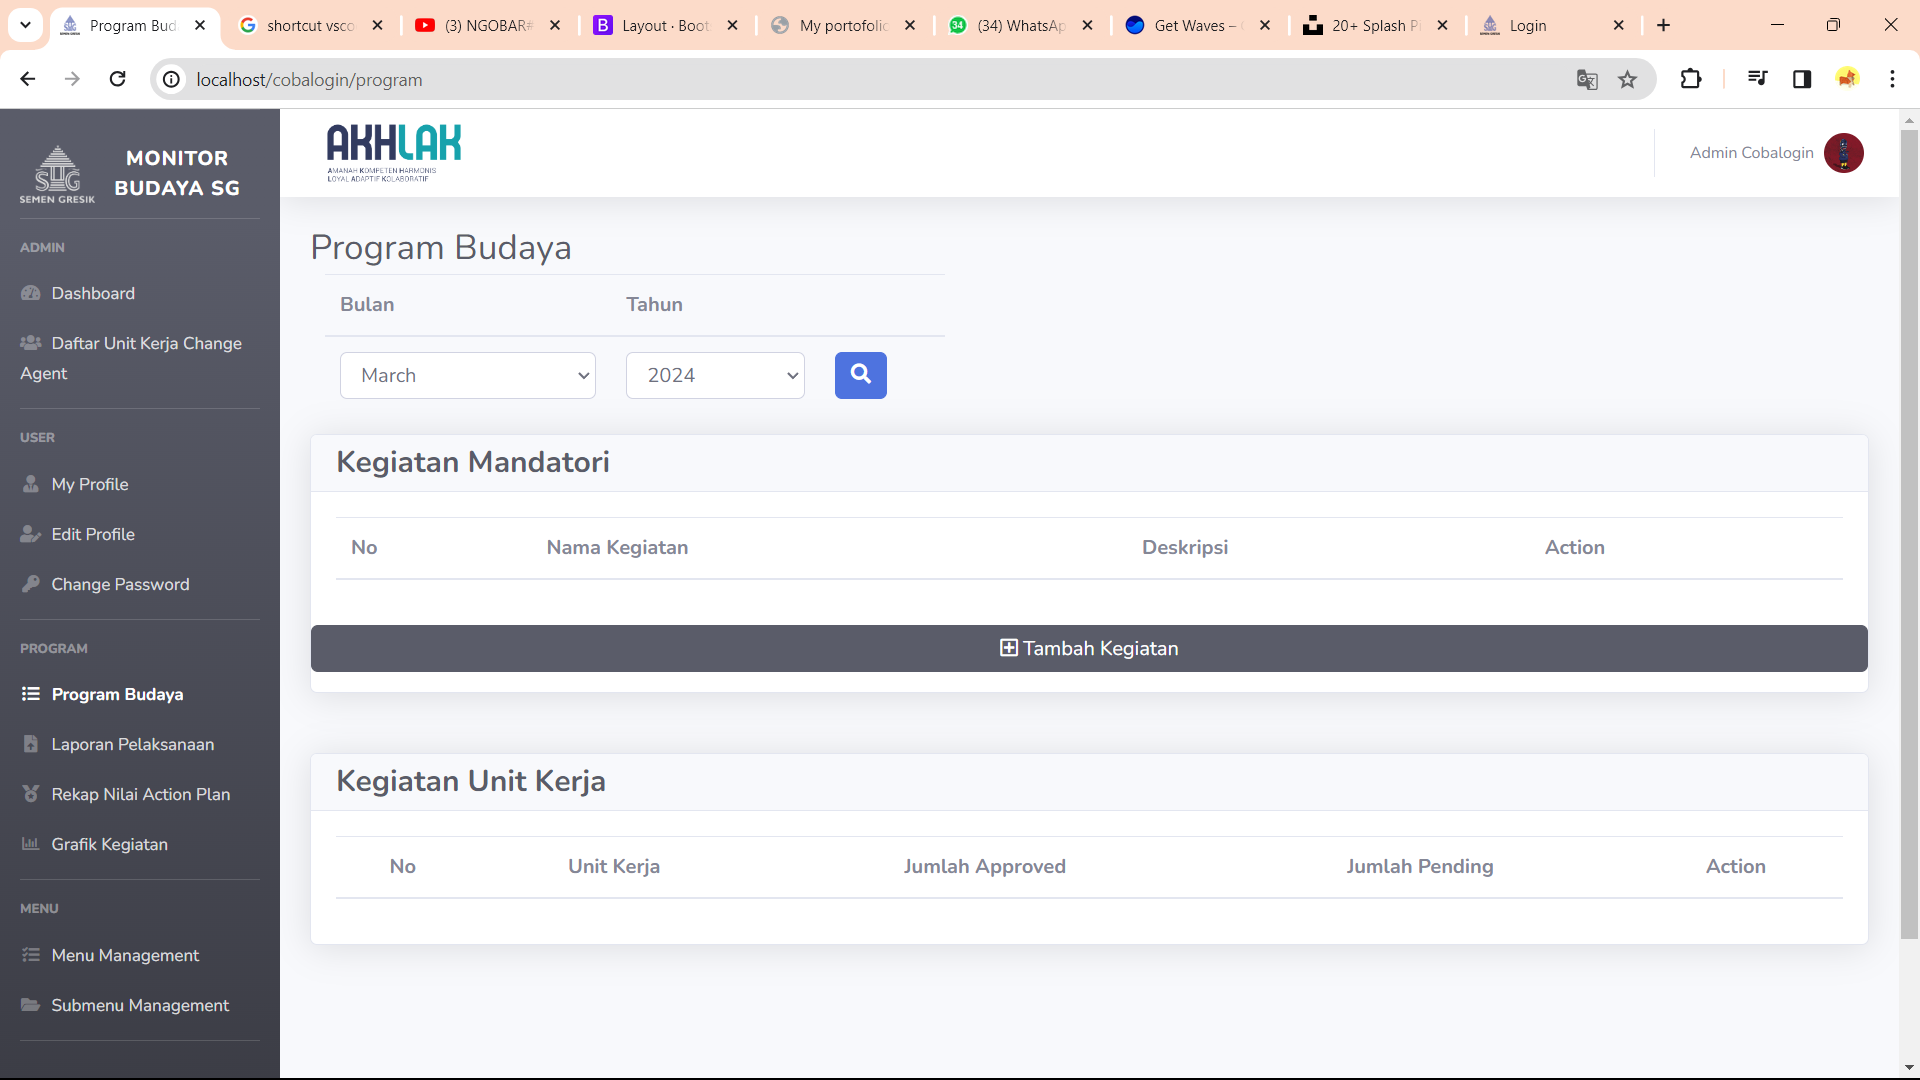 Program Bud
shortcut vsco
(3) NGOBAR#
Layout · Boot
My portofolio
(34) WhatsAp
Get Waves –
20+ Splash Pi
Login
localhost/cobalogin/program
SEMEN GRESIK
MONITOR
BUDAYA SG
ADMIN
Dashboard
Daftar Unit Kerja Change
Agent
USER
My Profile
Edit Profile
Change Password
PROGRAM
Program Budaya
Laporan Pelaksanaan
Rekap Nilai Action Plan
Grafik Kegiatan
MENU
Menu Management
Submenu Management
AKHLAK
AMANAH KOMPETEN HARMONIS
LOYAL ADAPTIF KOLABORATIF
Admin Cobalogin
Program Budaya
Bulan Tahun
March 2024
Kegiatan Mandatori
No Nama Kegiatan Deskripsi Action
Tambah Kegiatan
Kegiatan Unit Kerja
No Unit Kerja Jumlah Approved Jumlah Pending Action